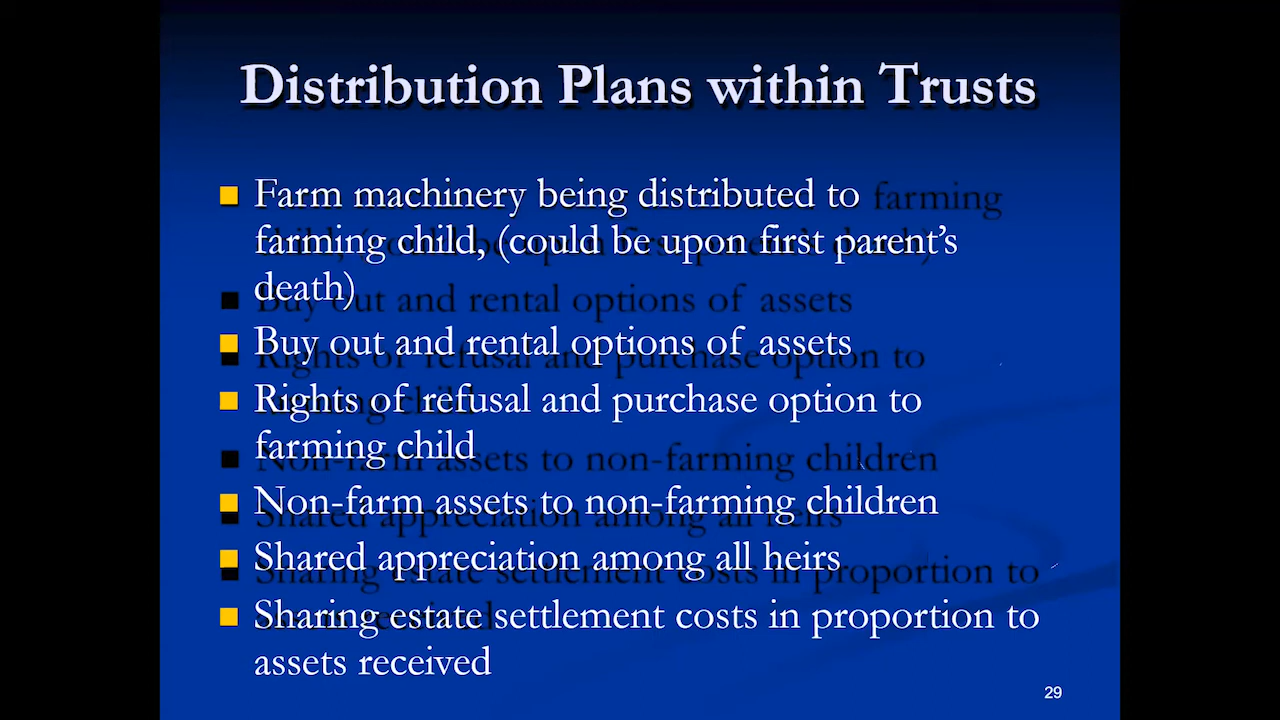 Distribution Plans within Trusts
Farm machinery being distributed to
farming child, (could be upon first parent’s
death)
Buy out and rental options of assets
Rights of refusal and purchase option to
farming child
Non-farm assets to non-farming children
Shared appreciation among all heirs
Sharing estate settlement costs in proportion to
assets received
29